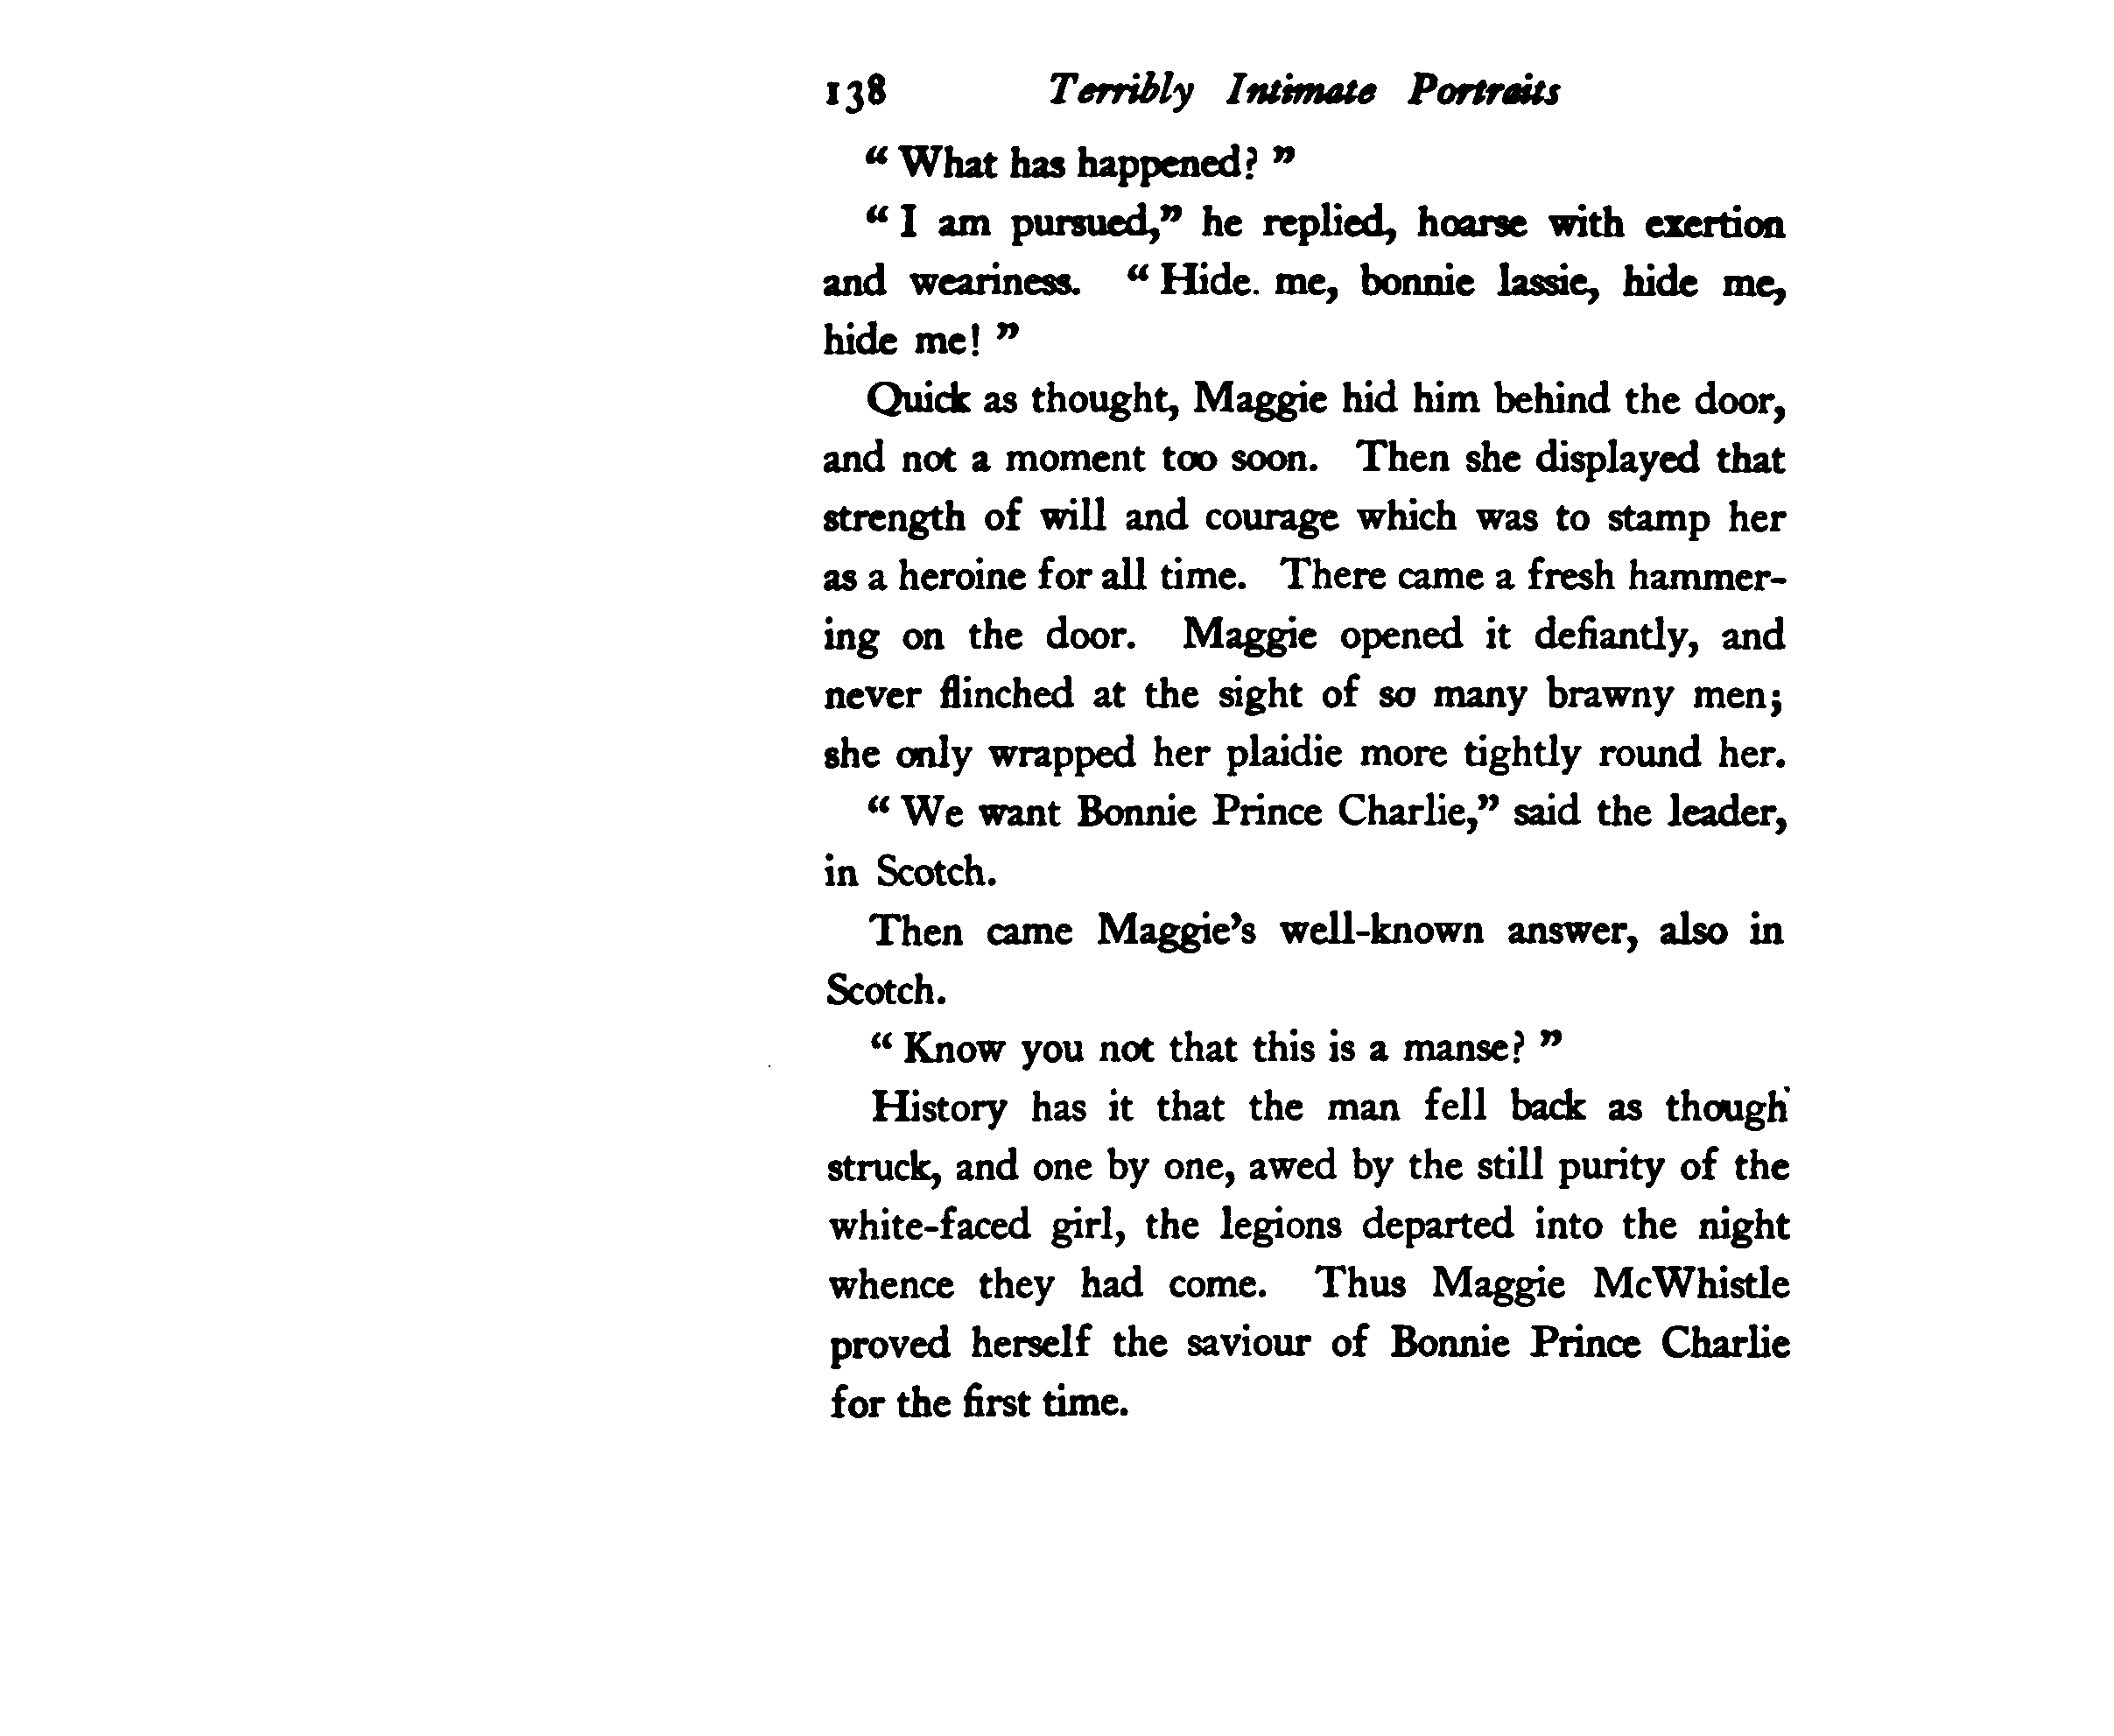 138 Terribly Intimate Portraits
“ What has happened? ”
“ I am pursued,” he replied, hoarse with exertion
and weariness. “ Hide. me, bonnie lassie, hide me,
hide me! ”
Quick as thought, Maggie hid him behind the door,
and not a moment too soon. Then she displayed that
strength of will and courage which was to stamp her
as a heroine for all time. There came a fresh hammer-
ing on the door. Maggie opened it defiantly, and
never flinched at the sight of so many brawny men;
she only wrapped her plaidie more tightly round her.
“ We want Bonnie Prince Charlie,” said the leader,
in Scotch.
Then came Maggie’s well-known answer, also in
Scotch.
“ Know you not that this is a manse? ”
History has it that the man fell back as though
struck, and one by one, awed by the still purity of the
white-faced girl, the legions departed into the night
whence they had come. Thus Maggie McWhistle
proved herself the saviour of Bonnie Prince Charlie
for the first time.